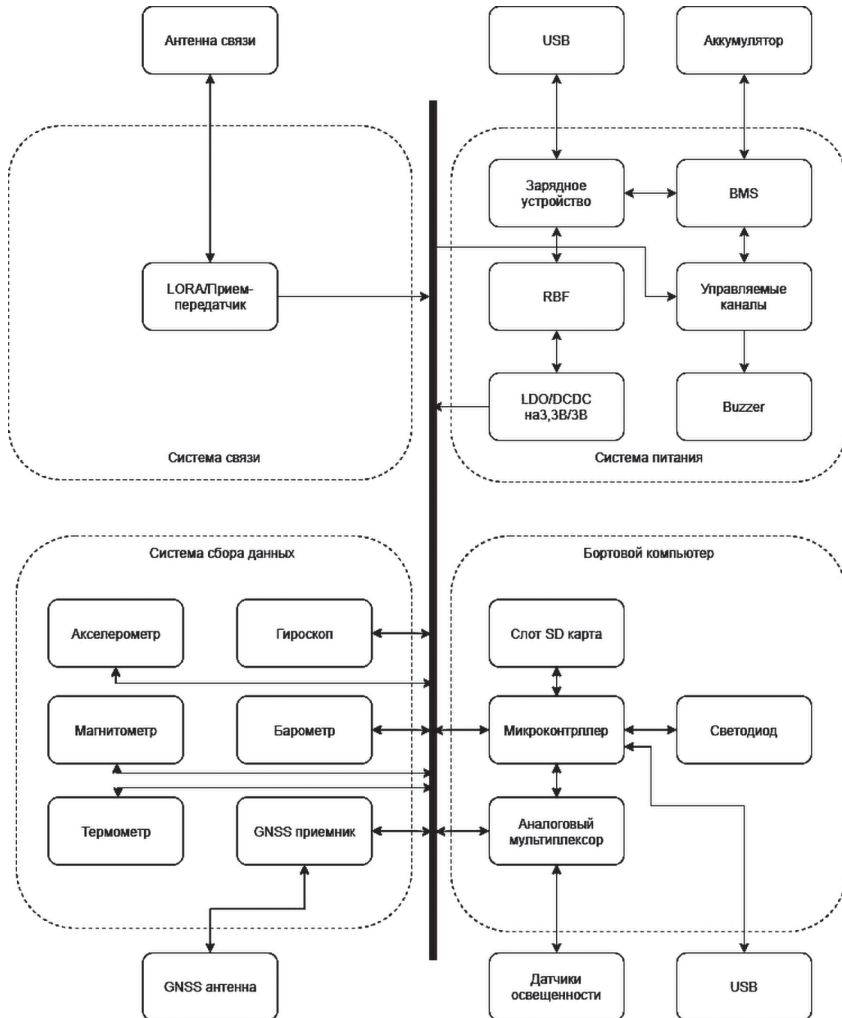 Антенна связи
USB
Аккумулятор
Зарядное
устройство
BMS
LORA/Прием-
передатчик
RBF
Управляемые
каналы
LDO/DCDC
на3,3В/3В
Buzzer
Система связи
Система питания
Система сбора данных
Бортовой компьютер
Акселерометр
Гироскоп
Слот SD карта
Магнитометр
Барометр
Микроконтрллер
Светодиод
Термометр
GNSS приемник
Аналоговый
мультиплексор
GNSS антенна
Датчики
освещенности
USB